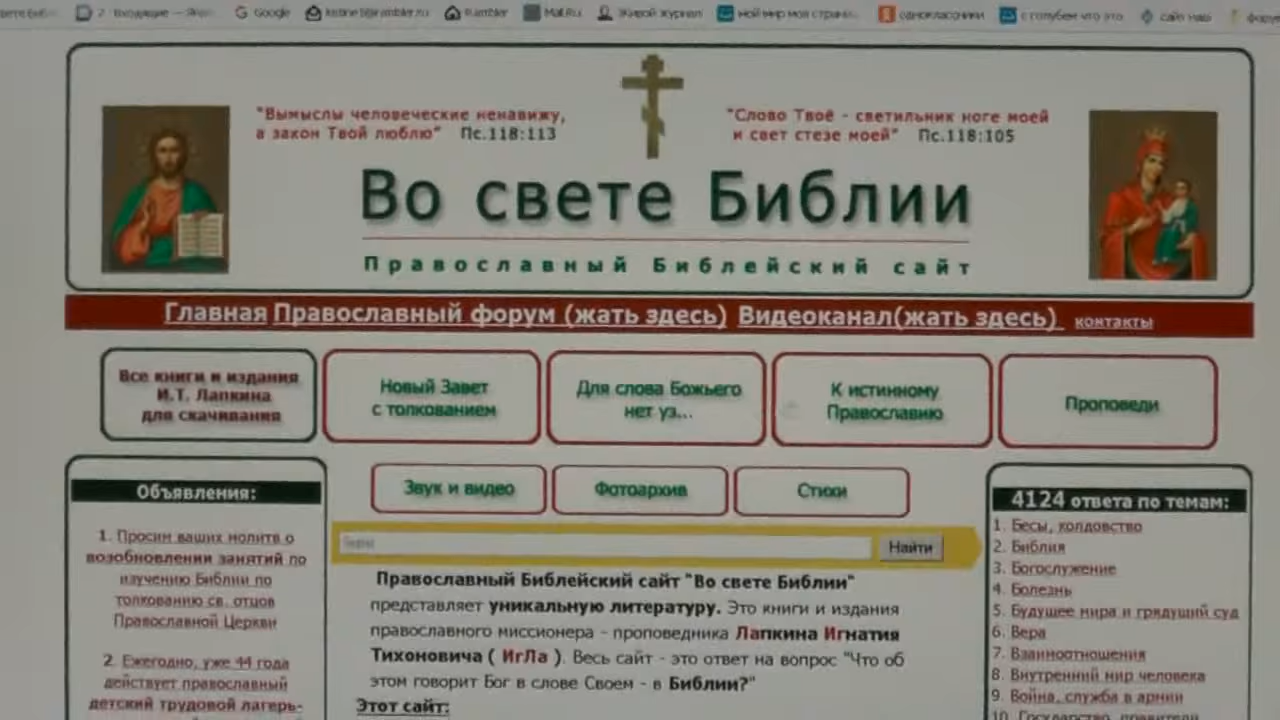 Google
Rambler
Mail.Ru
Живой журнал
одноклассники
с голубем что это
"Вымыслы человеческие ненавижу,
а закон Твой люблю" Пс.118:113
"Слово Твоё - светильник ноге моей
и свет стезе моей" Пс.118:105
Во свете Библии
Православный Библейский сайт
Главная Православный форум (жать здесь) Видеоканал(жать здесь) контакты
Все книги и издания
И.Т. Лапкина
для скачивания
Новый Завет
с толкованием
Для слова Божьего
нет уз...
К истинному
Православию
Проповеди
Звук и видео
Фотоархив
Стихи
Объявления:
1. Просим ваших молитв о
возобновлении занятий по
изучению Библии по
толкованию св. отцов
Православной Церкви
2. Ежегодно, уже 44 года
действует православный
детский трудовой лагерь-
Найти
Православный Библейский сайт "Во свете Библии"
представляет уникальную литературу. Это книги и издания
православного миссионера - проповедника Лапкина Игнатия
Тихоновича ( ИгЛа ). Весь сайт - это ответ на вопрос "Что об
этом говорит Бог в слове Своем - в Библии?"
Этот сайт:
4124 ответа по темам:
1. Бесы, колдовство
2. Библия
3. Богослужение
4. Болезнь
5. Будущее мира и грядущий суд
6. Вера
7. Взаимоотношения
8. Внутренний мир человека
9. Война, служба в армии
10. Государство, правители